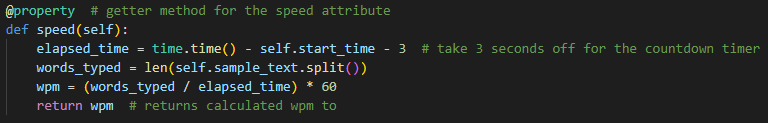 @property  # getter method for the speed attribute
def speed(self):
    elapsed_time = time.time() - self.start_time - 3  # take 3 seconds off for the countdown timer
    words_typed = len(self.sample_text.split())
    wpm = (words_typed / elapsed_time) * 60
    return wpm  # returns calculated wpm to